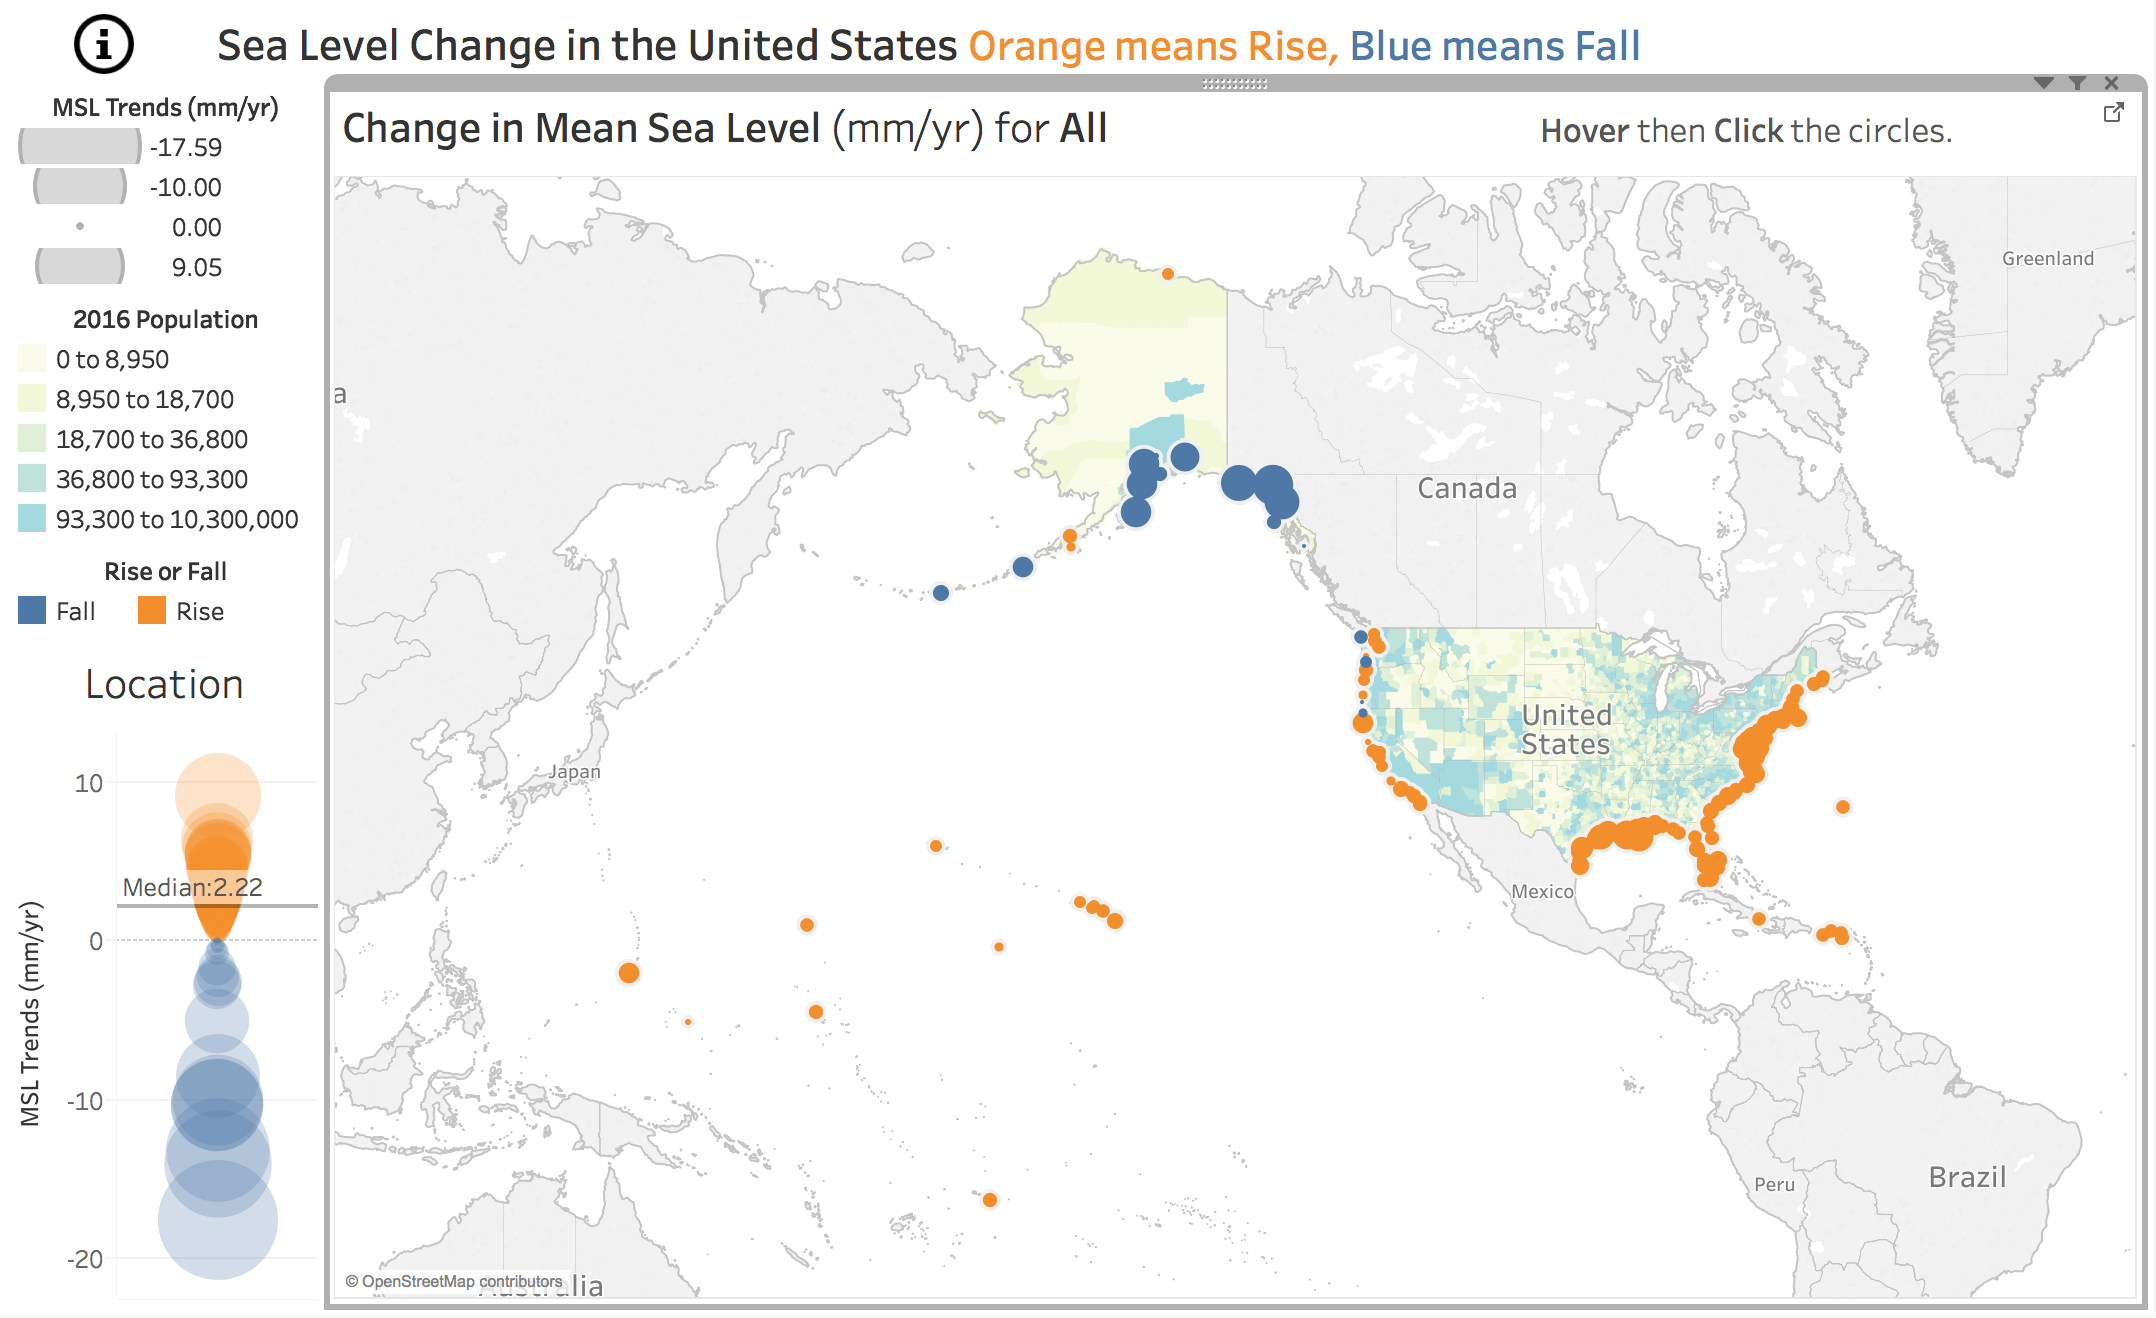 Sea Level Change in the United States Orange means Rise, Blue means Fall
MSL Trends (mm/yr)
-17.59
-10.00
0.00
9.05
2016 Population
0 to 8,950
8,950 to 18,700
18,700 to 36,800
36,800 to 93,300
93,300 to 10,300,000
Rise or Fall
Fall Rise
Location
10
Median:2.22
0
-10
-20
MSL Trends (mm/yr)
Change in Mean Sea Level (mm/yr) for All
Hover then Click the circles.
Greenland
a
Canada
United
States
Japan
Mexico
Peru
Brazil
© OpenStreetMap contributors
Australia